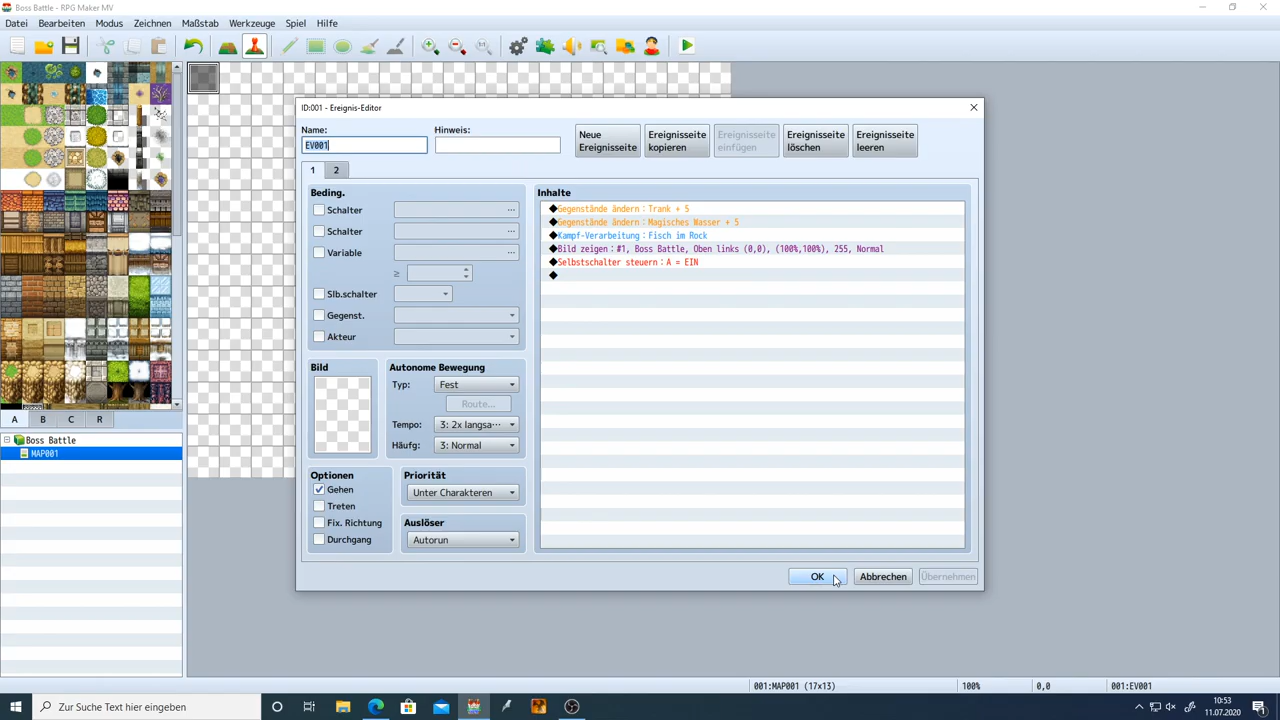 Boss Battle - RPG Maker MV
Datei Bearbeiten Modus Zeichnen Maßstab Werkzeuge Spiel Hilfe
ID:001 - Ereignis-Editor
Name:
EV001
Hinweis:
Neue Ereignisseite
Ereignisseite kopieren
Ereignisseite einfügen
Ereignisseite löschen
Ereignisseite leeren
1 2
Beding.
Schalter ...
Schalter ...
Variable ...
≥
Slb.schalter
Gegenst.
Akteur
Bild
Autonome Bewegung
Typ: Fest
Route...
Tempo: 3: 2x langsa...
Häufg: 3: Normal
Optionen
Gehen
Treten
Fix. Richtung
Durchgang
Priorität
Unter Charakteren
Auslöser
Autorun
Inhalte
◆Gegenstände ändern：Trank + 5
◆Gegenstände ändern：Magisches Wasser + 5
◆Kampf-Verarbeitung：Fisch im Rock
◆Bild zeigen：#1, Boss Battle, Oben links (0,0), (100%,100%), 255, Normal
◆Selbstschalter steuern：A = EIN
◆
OK Abbrechen Übernehmen
A B C R
Boss Battle
MAP001
001:MAP001 (17×13) 100% 0,0 001:EV001
Zur Suche Text hier eingeben
10:53
11.07.2020